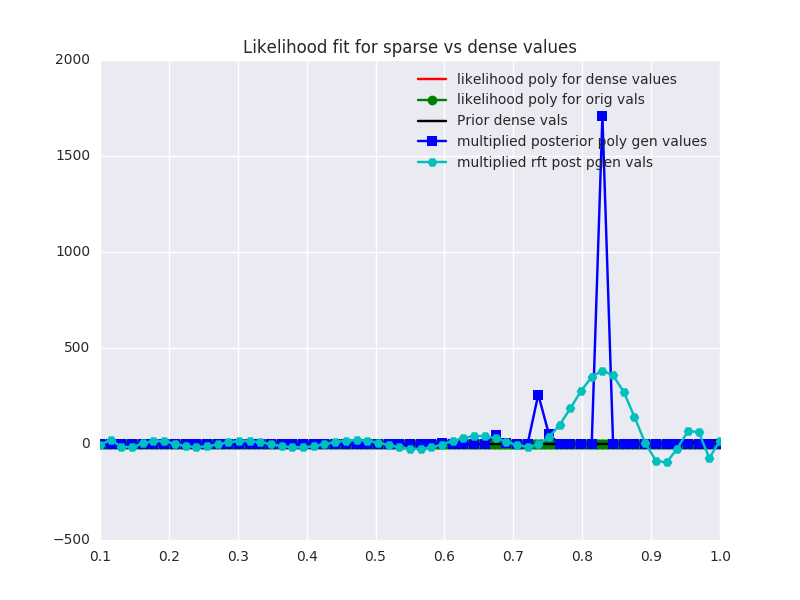 Likelihood fit for sparse vs dense values
2000
1500
1000
500
0
−500
0.1 0.2 0.3 0.4 0.5 0.6 0.7 0.8 0.9 1.0
likelihood poly for dense values
likelihood poly for orig vals
Prior dense vals
multiplied posterior poly gen values
multiplied rft post pgen vals